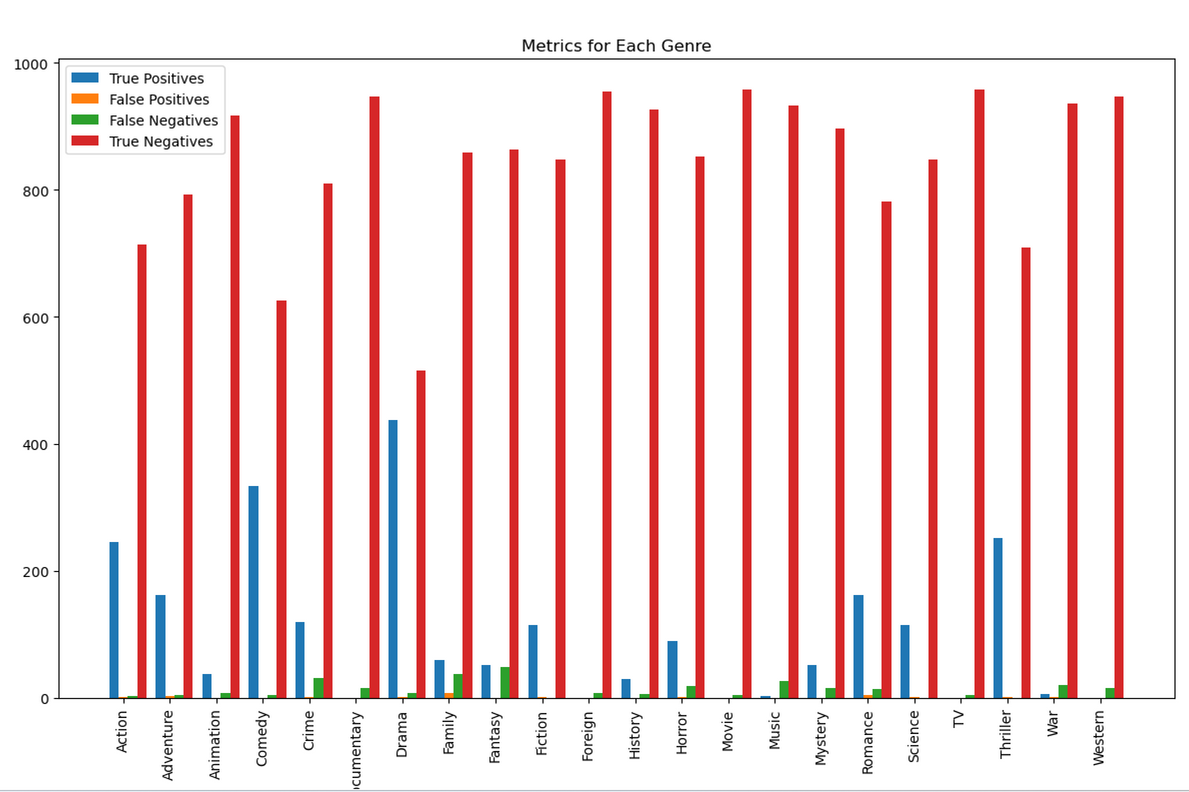 Metrics for Each Genre
True Positives
False Positives
False Negatives
True Negatives
1000
800
600
400
200
0
Action
Adventure
Animation
Comedy
Crime
ocumentary
Drama
Family
Fantasy
Fiction
Foreign
History
Horror
Movie
Music
Mystery
Romance
Science
TV
Thriller
War
Western